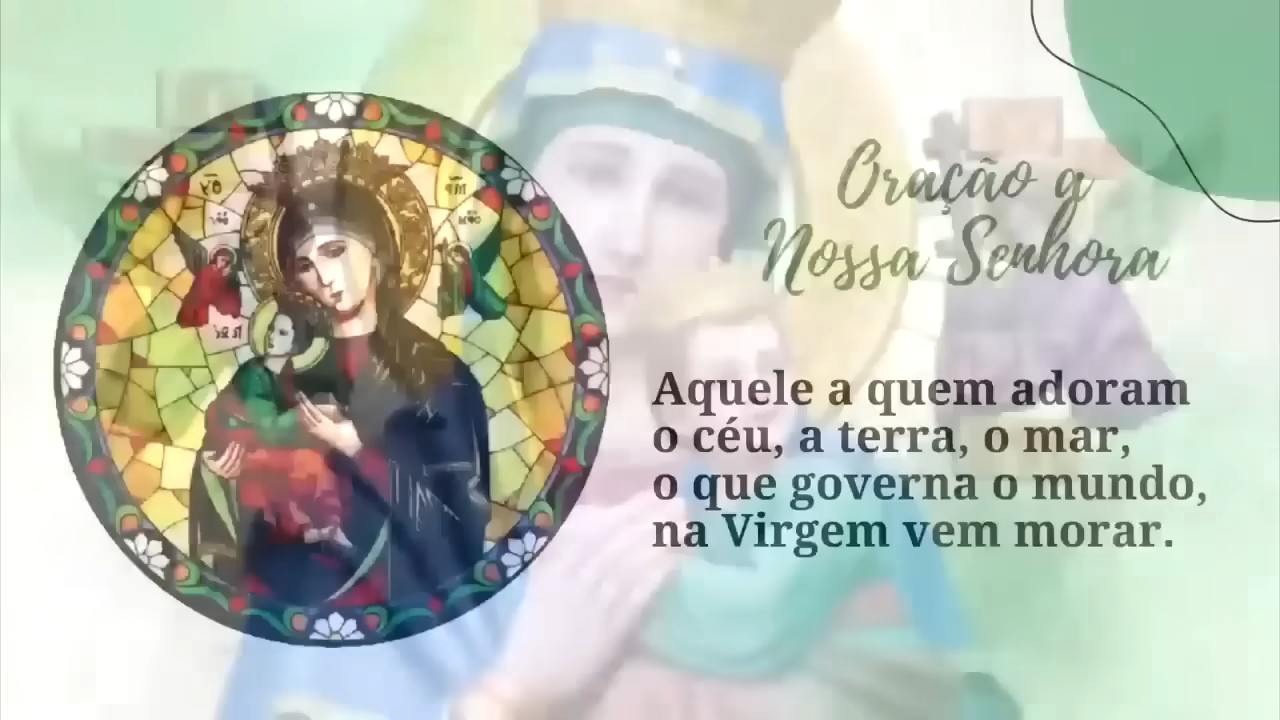 Oração a
Nossa Senhora
Aquele a quem adoram
o céu, a terra, o mar,
o que governa o mundo,
na Virgem vem morar.